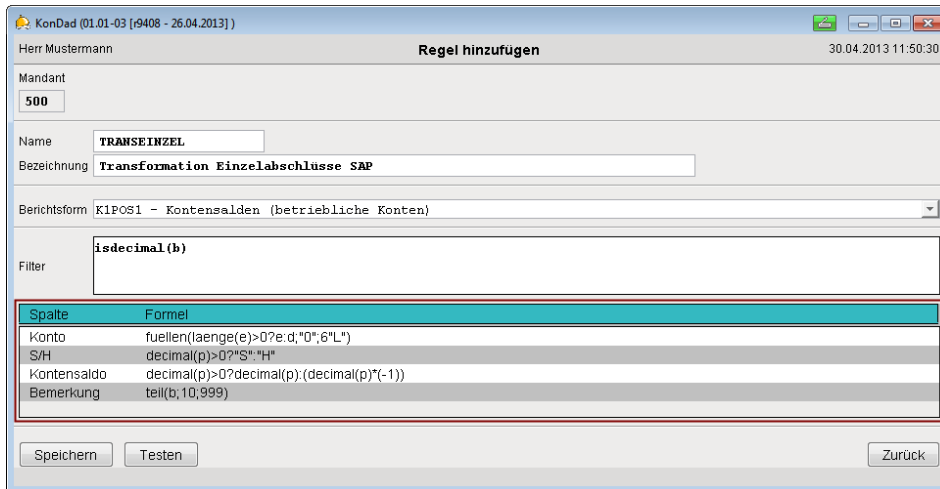 KonDad (01.01-03 [r9408 - 26.04.2013] )
Herr Mustermann Regel hinzufügen 30.04.2013 11:50:30
Mandant
500
Name TRANSEINZEL
Bezeichnung Transformation Einzelabschlüsse SAP
Berichtsform K1POS1 - Kontensalden (betriebliche Konten)
Filter isdecimal(b)
Spalte Formel
Konto fuellen(laenge(e)>0?e:d;"0";6"L")
S/H decimal(p)>0?"S":"H"
Kontensaldo decimal(p)>0?decimal(p):(decimal(p)*(-1))
Bemerkung teil(b;10;999)
Speichern Testen Zurück